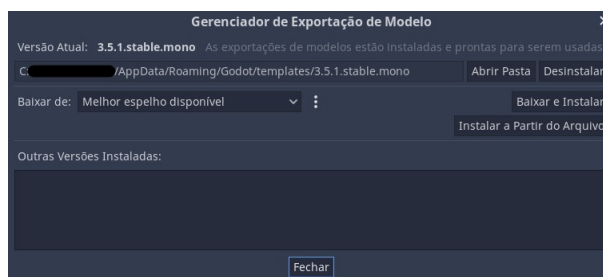 Gerenciador de Exportação de Modelo
Versão Atual: 3.5.1.stable.mono As exportações de modelos estão instaladas e prontas para serem usadas
C:/AppData/Roaming/Godot/templates/3.5.1.stable.mono Abrir Pasta Desinstalar
Baixar de: Melhor espelho disponível Baixar e Instalar
Instalar a Partir do Arquivo
Outras Versões Instaladas:
Fechar